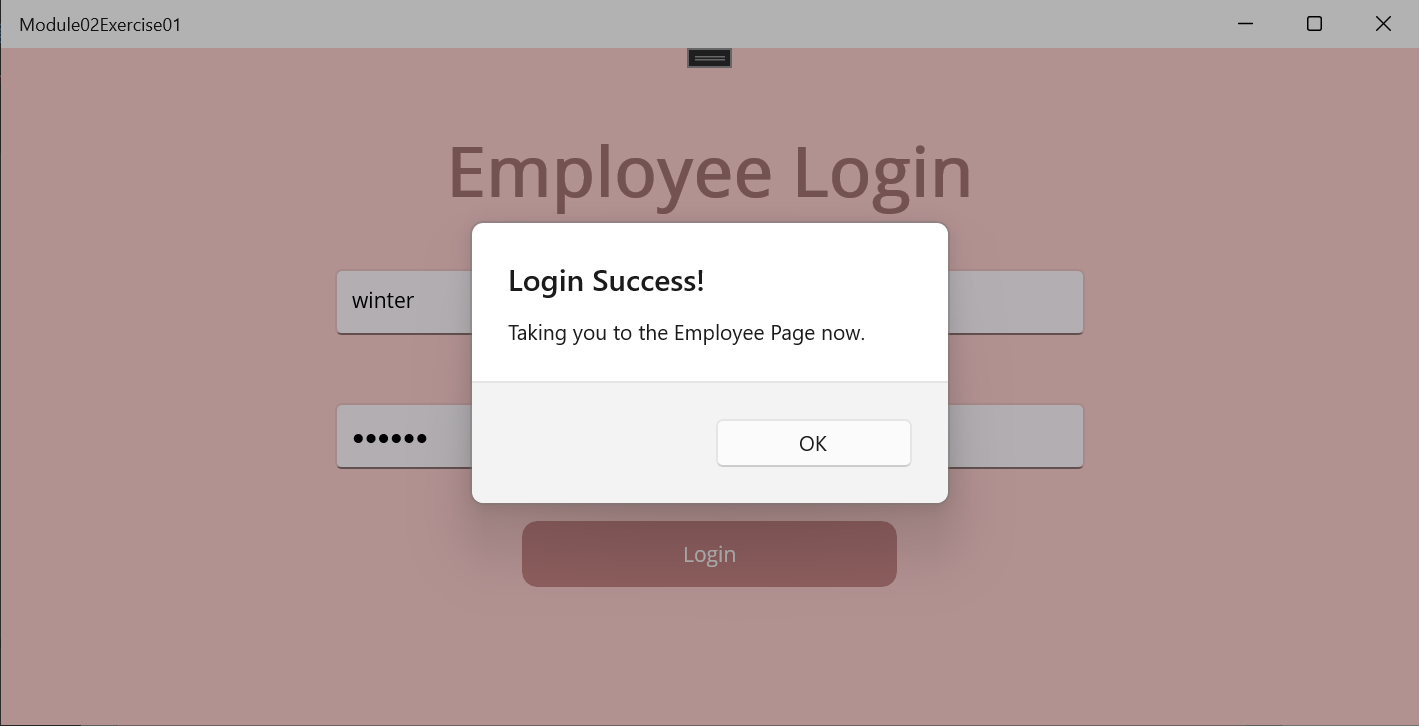 Module02Exercise01
Employee Login
Login Success!
winter
Taking you to the Employee Page now.
••••••
OK
Login